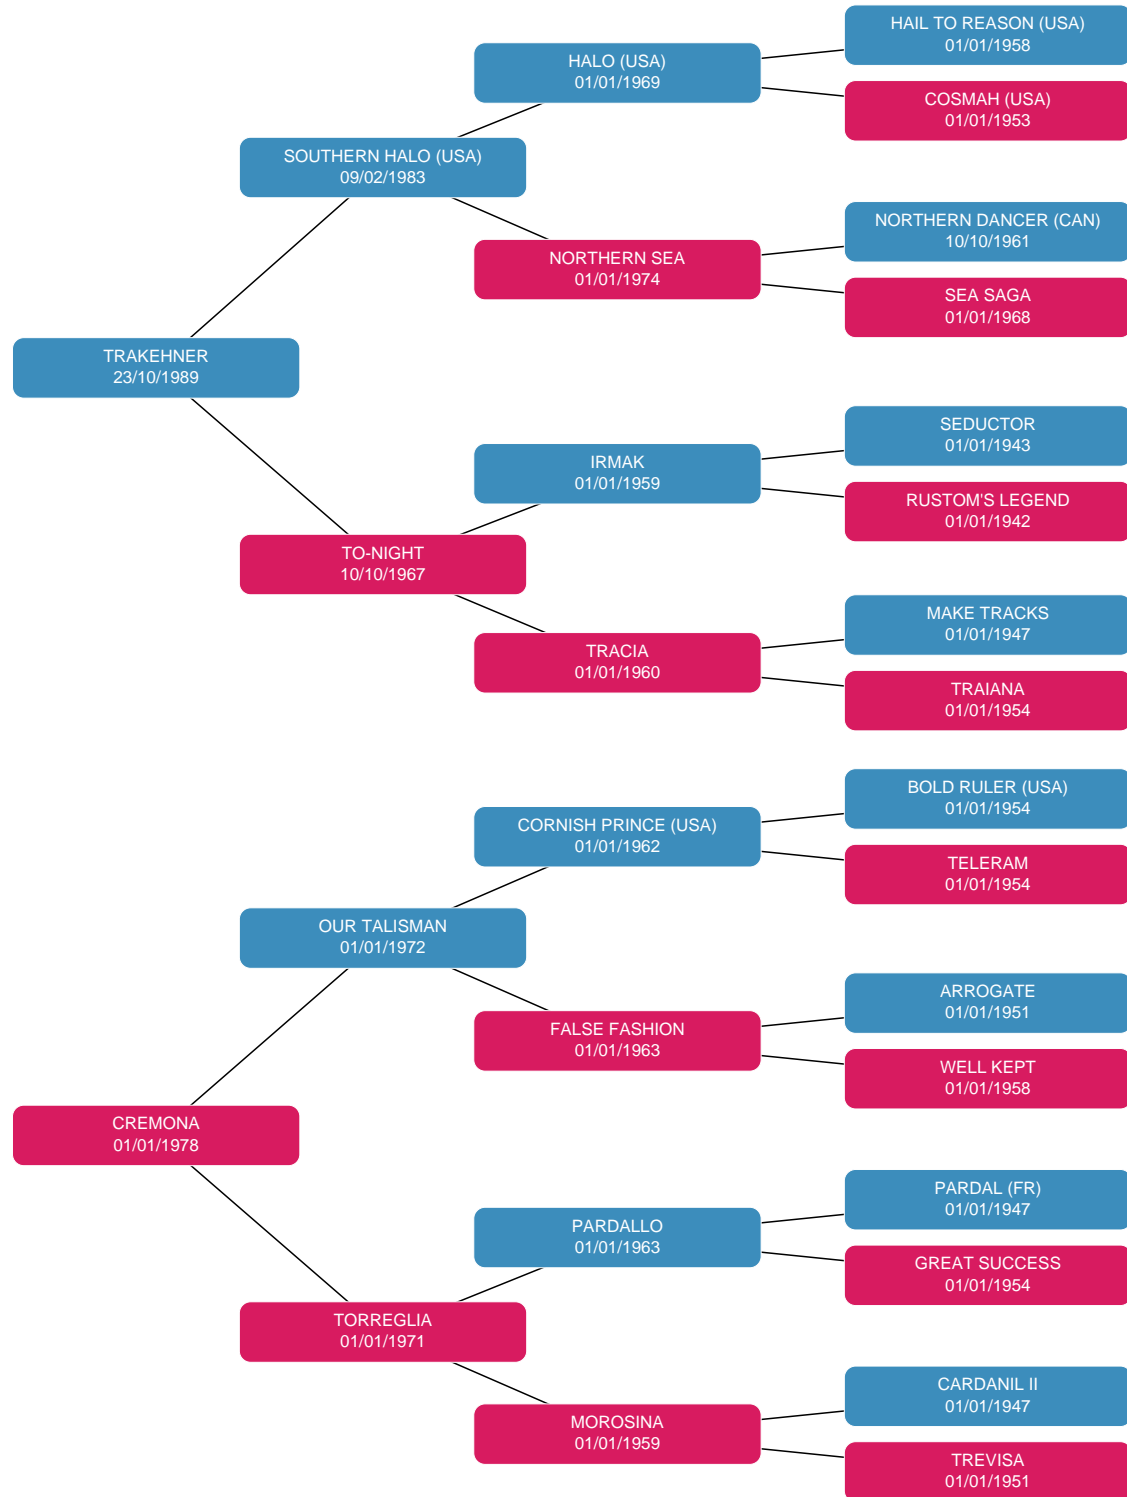 HAIL TO REASON (USA)
01/01/1958
HALO (USA)
01/01/1969
COSMAH (USA)
01/01/1953
SOUTHERN HALO (USA)
09/02/1983
NORTHERN DANCER (CAN)
10/10/1961
NORTHERN SEA
01/01/1974
SEA SAGA
01/01/1968
TRAKEHNER
23/10/1989
SEDUCTOR
01/01/1943
IRMAK
01/01/1959
RUSTOM'S LEGEND
01/01/1942
TO-NIGHT
10/10/1967
MAKE TRACKS
01/01/1947
TRACIA
01/01/1960
TRAIANA
01/01/1954
BOLD RULER (USA)
01/01/1954
CORNISH PRINCE (USA)
01/01/1962
TELERAM
01/01/1954
OUR TALISMAN
01/01/1972
ARROGATE
01/01/1951
FALSE FASHION
01/01/1963
WELL KEPT
01/01/1958
CREMONA
01/01/1978
PARDAL (FR)
01/01/1947
PARDALLO
01/01/1963
GREAT SUCCESS
01/01/1954
TORREGLIA
01/01/1971
CARDANIL II
01/01/1947
MOROSINA
01/01/1959
TREVISA
01/01/1951